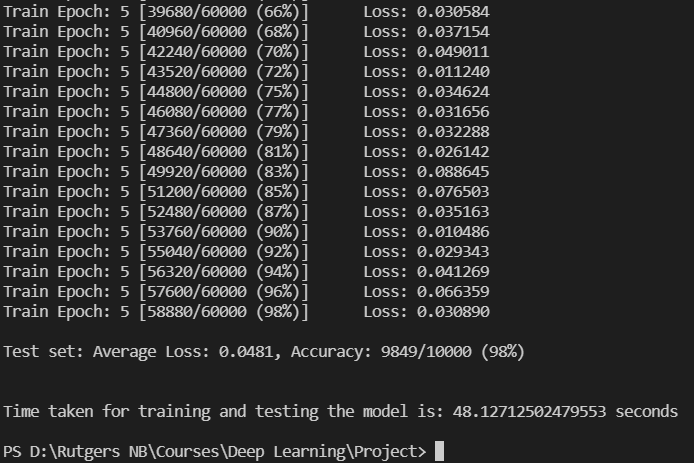 Train Epoch: 5 [39680/60000 (66%)] Loss: 0.030584
Train Epoch: 5 [40960/60000 (68%)] Loss: 0.037154
Train Epoch: 5 [42240/60000 (70%)] Loss: 0.049011
Train Epoch: 5 [43520/60000 (72%)] Loss: 0.011240
Train Epoch: 5 [44800/60000 (75%)] Loss: 0.034624
Train Epoch: 5 [46080/60000 (77%)] Loss: 0.031656
Train Epoch: 5 [47360/60000 (79%)] Loss: 0.032288
Train Epoch: 5 [48640/60000 (81%)] Loss: 0.026142
Train Epoch: 5 [49920/60000 (83%)] Loss: 0.088645
Train Epoch: 5 [51200/60000 (85%)] Loss: 0.076503
Train Epoch: 5 [52480/60000 (87%)] Loss: 0.035163
Train Epoch: 5 [53760/60000 (90%)] Loss: 0.010486
Train Epoch: 5 [55040/60000 (92%)] Loss: 0.029343
Train Epoch: 5 [56320/60000 (94%)] Loss: 0.041269
Train Epoch: 5 [57600/60000 (96%)] Loss: 0.066359
Train Epoch: 5 [58880/60000 (98%)] Loss: 0.030890
Test set: Average Loss: 0.0481, Accuracy: 9849/10000 (98%)
Time taken for training and testing the model is: 48.12712502479553 seconds
PS D:\Rutgers NB\Courses\Deep Learning\Project>